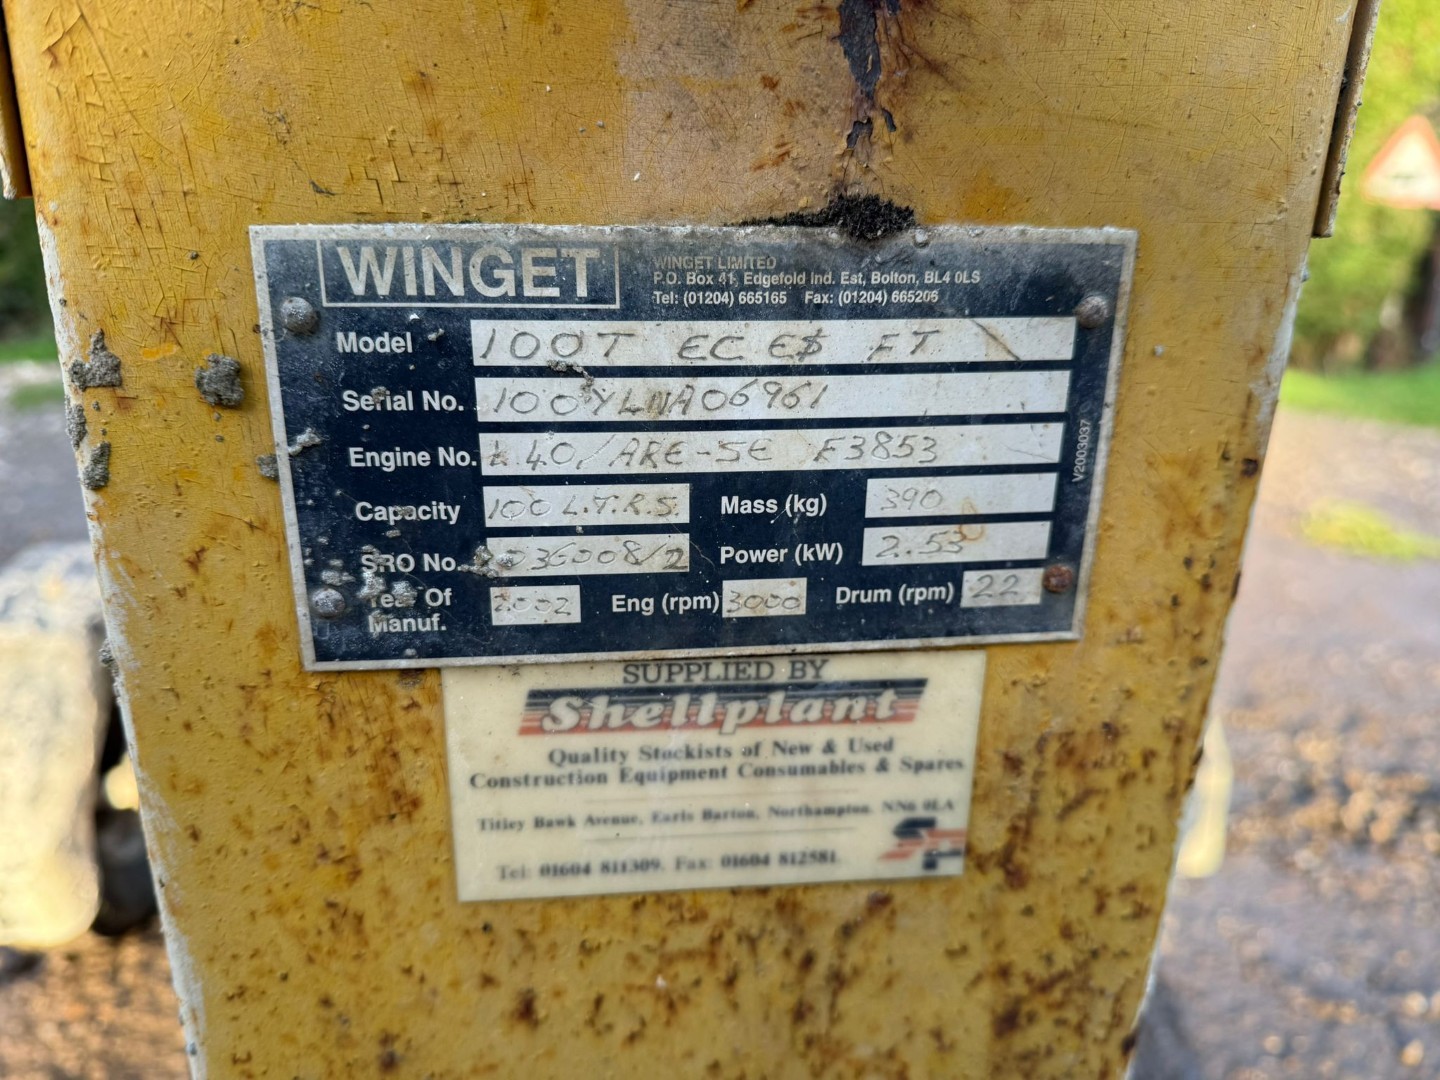 WINGET
WINGET LIMITED
P.O. Box 41, Edgefold Ind. Est, Bolton, BL4 0LS
Tel: (01204) 665165 Fax: (01204) 665206
Model 100T EC ES FT
Serial No. 100YLNA06961
Engine No. L40/ARE-SE F3853
Capacity 100 L.T.R.S. Mass (kg) 390
SRO No. 036008/2 Power (kW) 2.53
Year Of Manuf. 2002 Eng (rpm) 3000 Drum (rpm) 22
V2003037
SUPPLIED BY
Shellplant
Quality Stockists of New & Used
Construction Equipment Consumables & Spares
Titley Bawk Avenue, Earls Barton, Northampton. NN6 0LA
Tel: 01604 811309. Fax: 01604 812581.